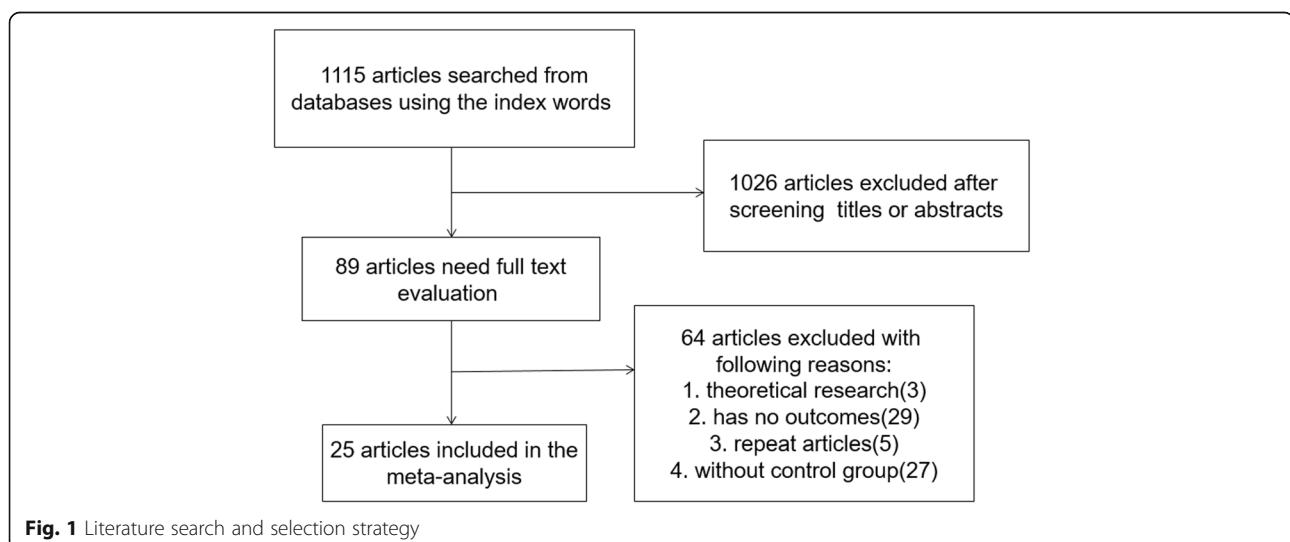 1115 articles searched from
databases using the index words
1026 articles excluded after
screening titles or abstracts
89 articles need full text
evaluation
64 articles excluded with
following reasons:
1. theoretical research(3)
2. has no outcomes(29)
3. repeat articles(5)
4. without control group(27)
25 articles included in the
meta-analysis
Fig. 1 Literature search and selection strategy